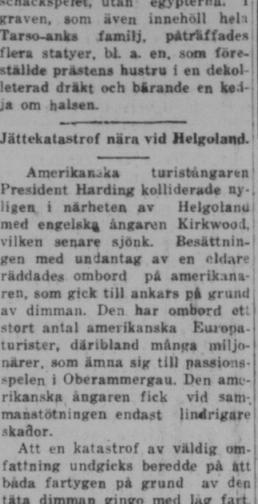 schackspelet, utan egypterna. I
graven, som även innehöll hela
Tarso-anks familj, påträffades
flera statyer, bl. a. en, som före-
ställde prästens hustru i en dekol-
leterad dräkt och bärande en ked-
ja om halsen.
Jättekatastrof nära vid Helgoland.
Amerikanska turistångaren
President Harding kolliderade ny-
ligen i närheten av Helgoland
med engelska ångaren Kirkwood,
vilken senare sjönk. Besättnin-
gen med undantag av en eldare
räddades ombord på amerikana-
ren, som gick till ankars på grund
av dimman. Den har ombord ett
stort antal amerikanska Europa-
turister, däribland många miljo-
närer, som ämna sig till passions-
spelen i Oberammergau. Den ame-
rikanska ångaren fick vid sam-
manstötningen endast lindrigare
skador.
Att en katastrof av väldig om-
fattning undgicks beredde på att
båda fartygen på grund av den
täta dimman gingo med låg fart.